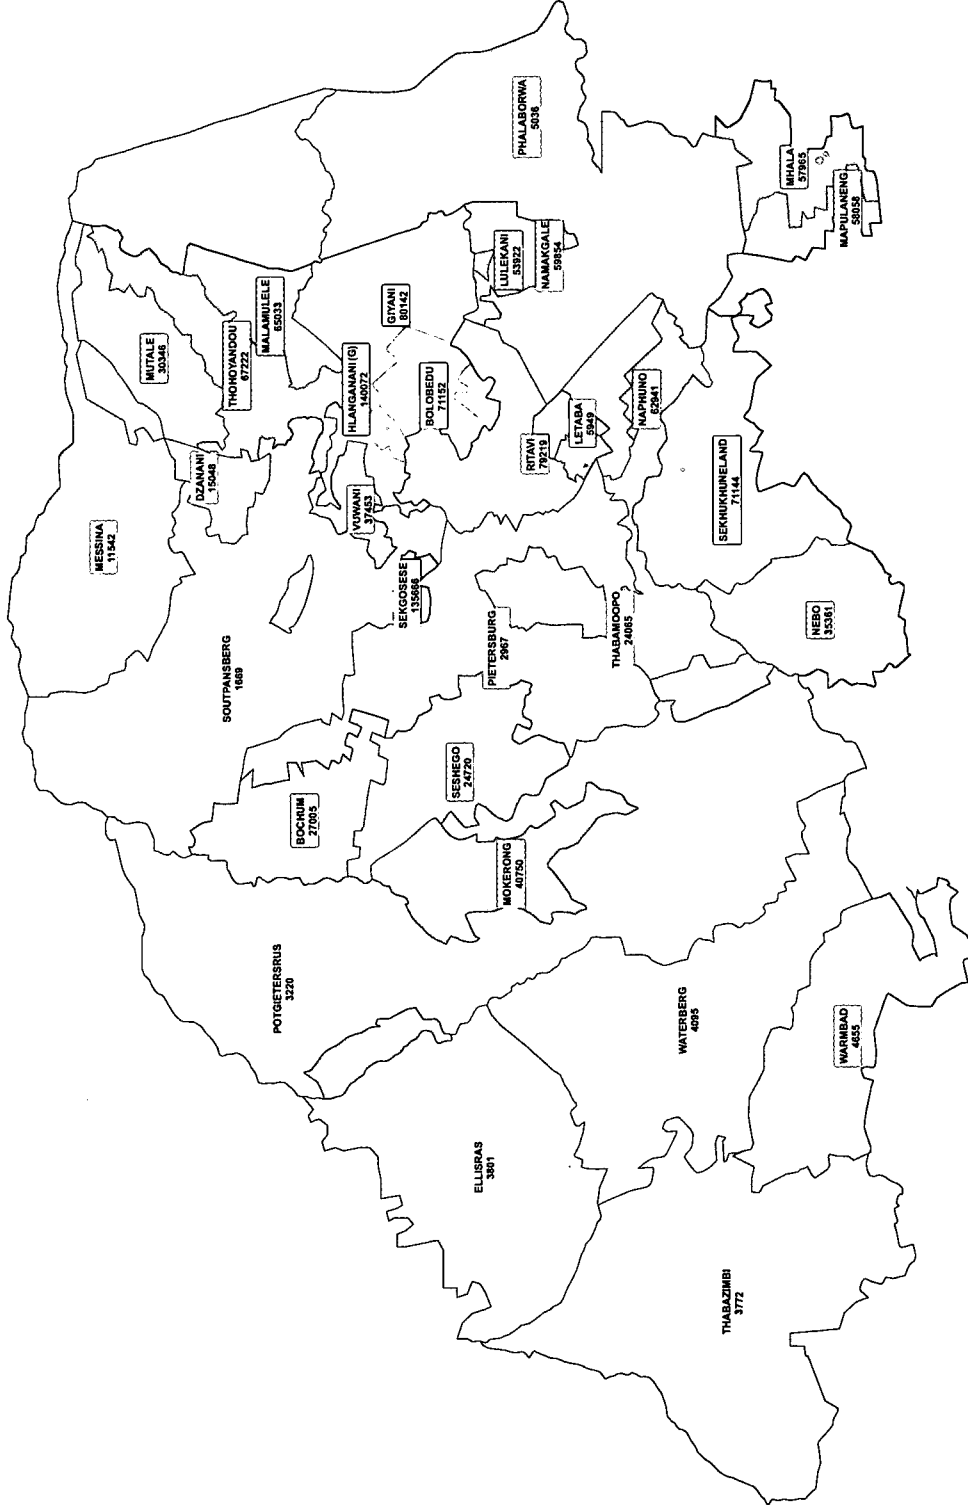 MESSINA
11542
MUTALE
30346
DZANANI
15048
SOUTPANSBERG
1689
THOHOYANDOU
67222
MALAMULELE
65033
POTGIETERSRUS
3220
BOCHUM
27005
HLANGANANI (G)
140072
VUWANI
37453
GIYANI
80142
SEKGOSESE
135666
BOLOBEDU
71152
SESHEGO
24720
ELLISRAS
3801
PIETERSBURG
2967
LULEKANI
53922
MOKERONG
40750
PHALABORWA
5036
RITAVI
79219
NAMAKGALE
59854
LETABA
5949
THABAMOOPO
24065
NAPHUNO
62941
WATERBERG
4095
SEKHUKHUNELAND
71144
THABAZIMBI
3772
MHALA
57965
NEBO
35361
WARMBAD
4655
MAPULANENG
58058